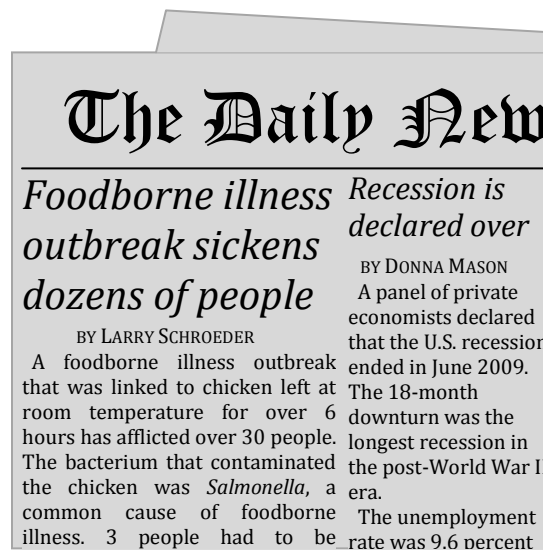 The Daily New
Foodborne illness
outbreak sickens
dozens of people
BY LARRY SCHROEDER
A foodborne illness outbreak
that was linked to chicken left at
room temperature for over 6
hours has afflicted over 30 people.
The bacterium that contaminated
the chicken was Salmonella, a
common cause of foodborne
illness. 3 people had to be
Recession is
declared over
BY DONNA MASON
A panel of private
economists declared
that the U.S. recession
ended in June 2009.
The 18-month
downturn was the
longest recession in
the post-World War I
era.
The unemployment
rate was 9.6 percent